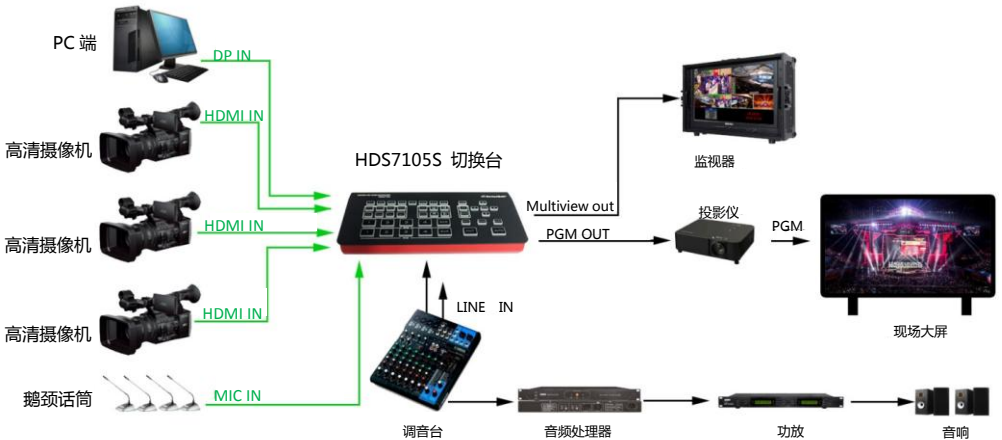 PC 端
DP IN
高清摄像机
HDMI IN
HDS7105S 切换台
监视器
高清摄像机
HDMI IN
Multiview out
PGM OUT
投影仪
PGM
现场大屏
高清摄像机
HDMI IN
LINE IN
鹅颈话筒
MIC IN
调音台
音频处理器
功放
音响